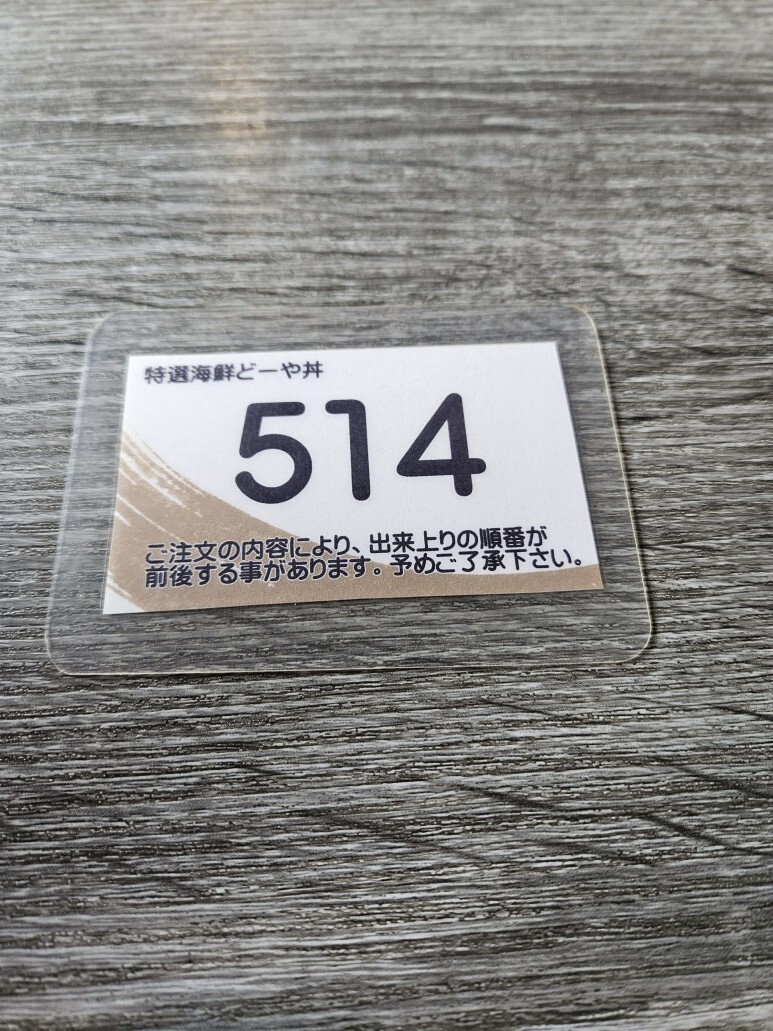 特選海鮮どーや丼
514
ご注文の内容により、出来上りの順番が
前後する事があります。予めご了承下さい。